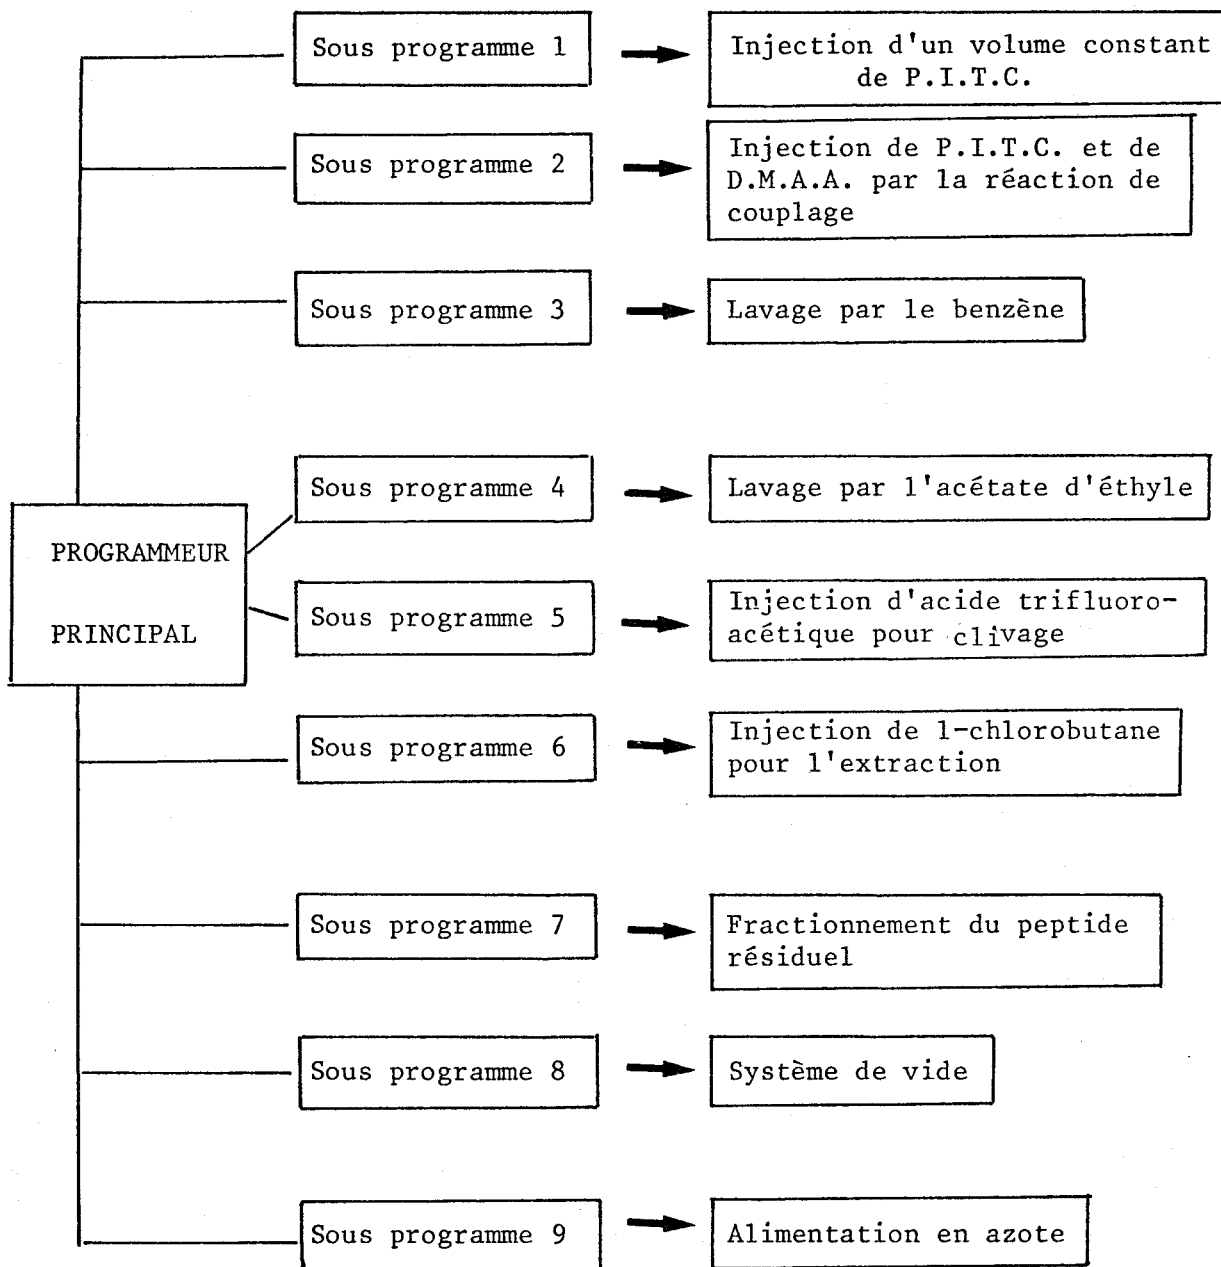 Sous programme 1
Injection d'un volume constant
de P.I.T.C.
Sous programme 2
Injection de P.I.T.C. et de
D.M.A.A. par la réaction de
couplage
Sous programme 3
Lavage par le benzène
Sous programme 4
Lavage par l'acétate d'éthyle
PROGRAMMEUR
PRINCIPAL
Sous programme 5
Injection d'acide trifluoro-
acétique pour clivage
Sous programme 6
Injection de 1-chlorobutane
pour l'extraction
Sous programme 7
Fractionnement du peptide
résiduel
Sous programme 8
Système de vide
Sous programme 9
Alimentation en azote